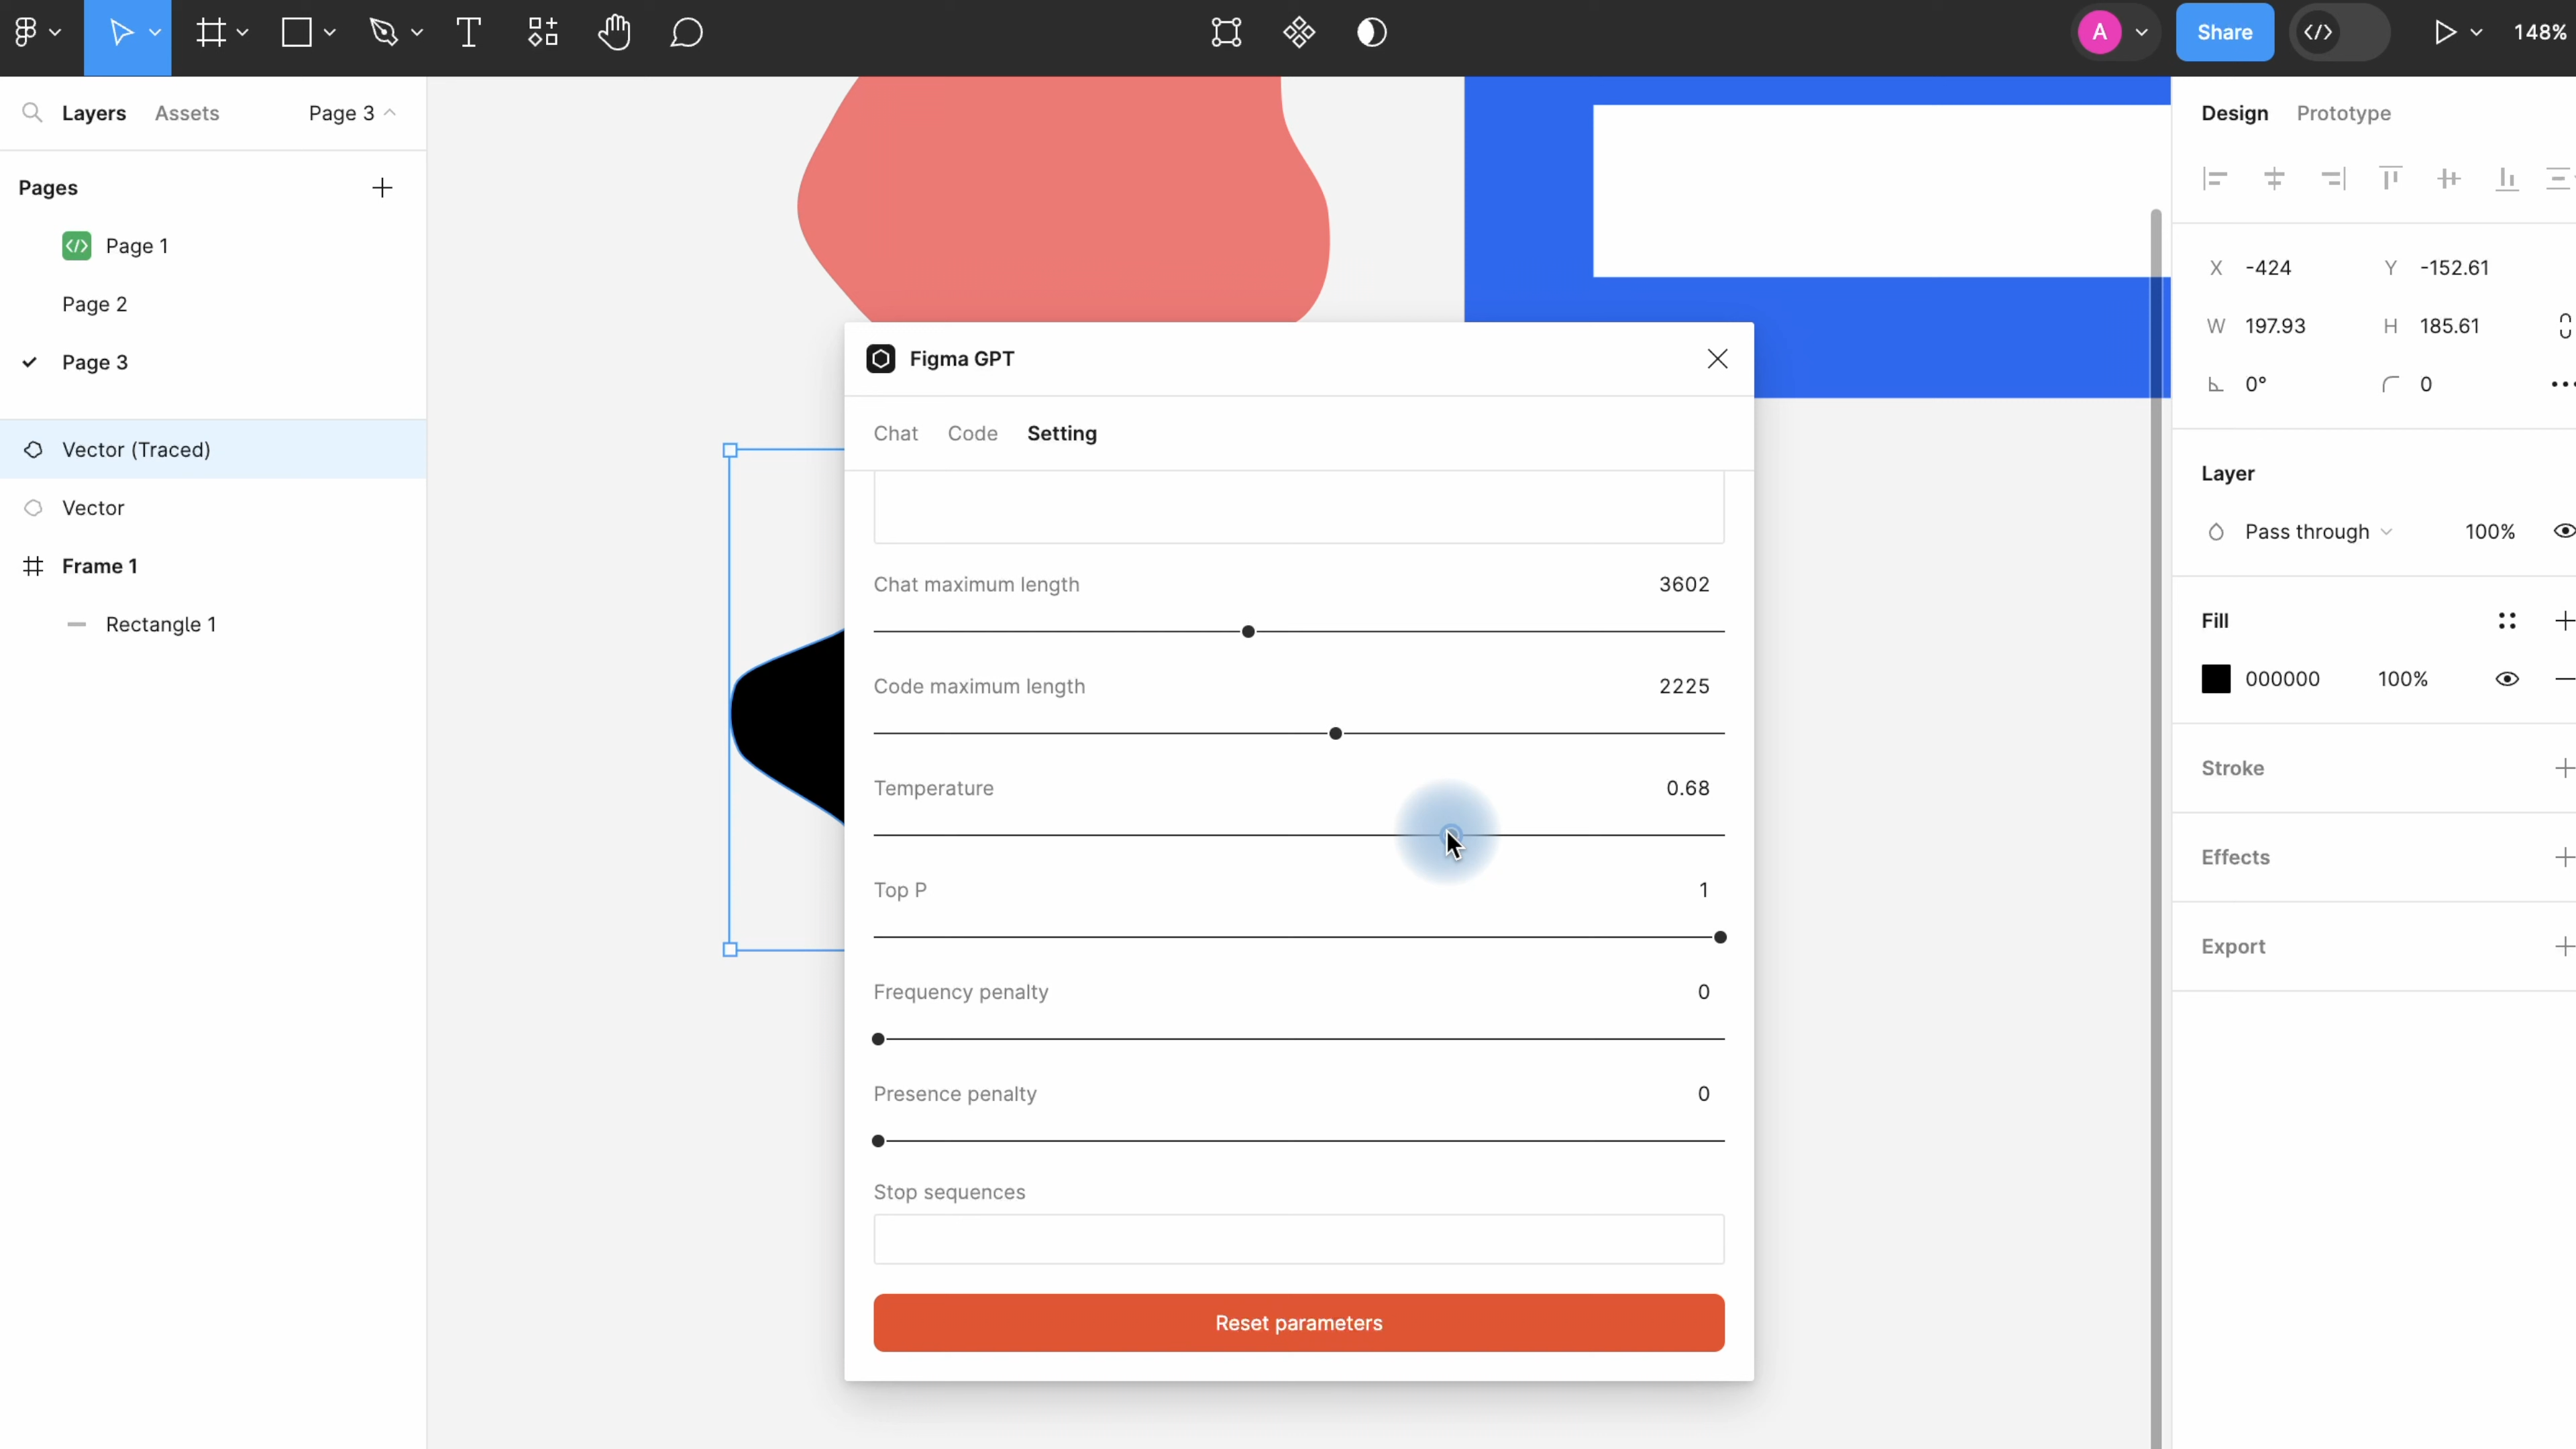 A
Share
148%
Layers Assets Page 3
Pages
Page 1
Page 2
Page 3
Vector (Traced)
Vector
Frame 1
Rectangle 1
Figma GPT
Chat Code Setting
Chat maximum length 3602
Code maximum length 2225
Temperature 0.68
Top P 1
Frequency penalty 0
Presence penalty 0
Stop sequences
Reset parameters
Design Prototype
X -424 Y -152.61
W 197.93 H 185.61
0° 0
Layer
Pass through 100%
Fill
000000 100%
Stroke
Effects
Export